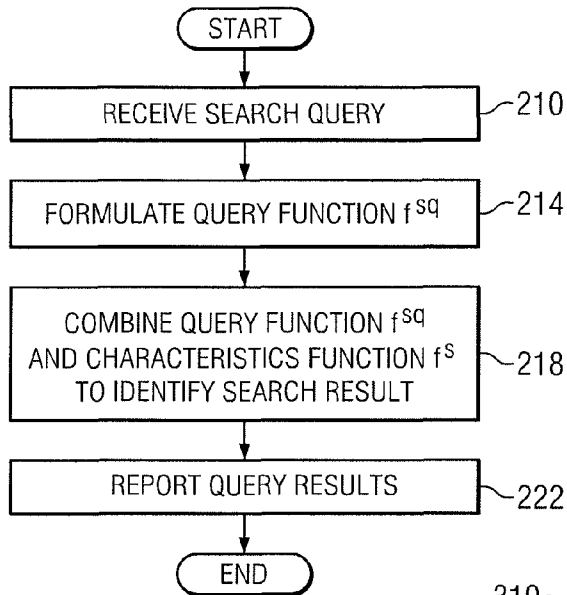 START
RECEIVE SEARCH QUERY
210
FORMULATE QUERY FUNCTION f^sq
214
COMBINE QUERY FUNCTION f^sq
AND CHARACTERISTICS FUNCTION f^s
TO IDENTIFY SEARCH RESULT
218
REPORT QUERY RESULTS
222
END